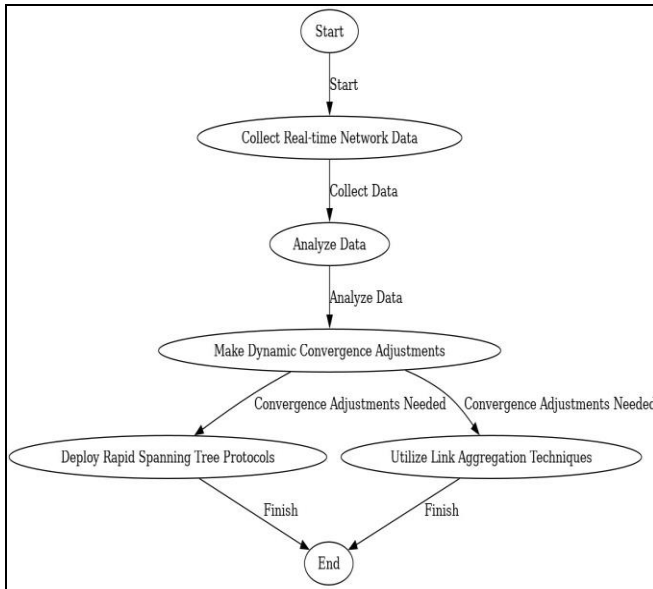 Start
Start
Collect Real-time Network Data
Collect Data
Analyze Data
Analyze Data
Make Dynamic Convergence Adjustments
Convergence Adjustments Needed
Convergence Adjustments Needed
Deploy Rapid Spanning Tree Protocols
Utilize Link Aggregation Techniques
Finish
Finish
End